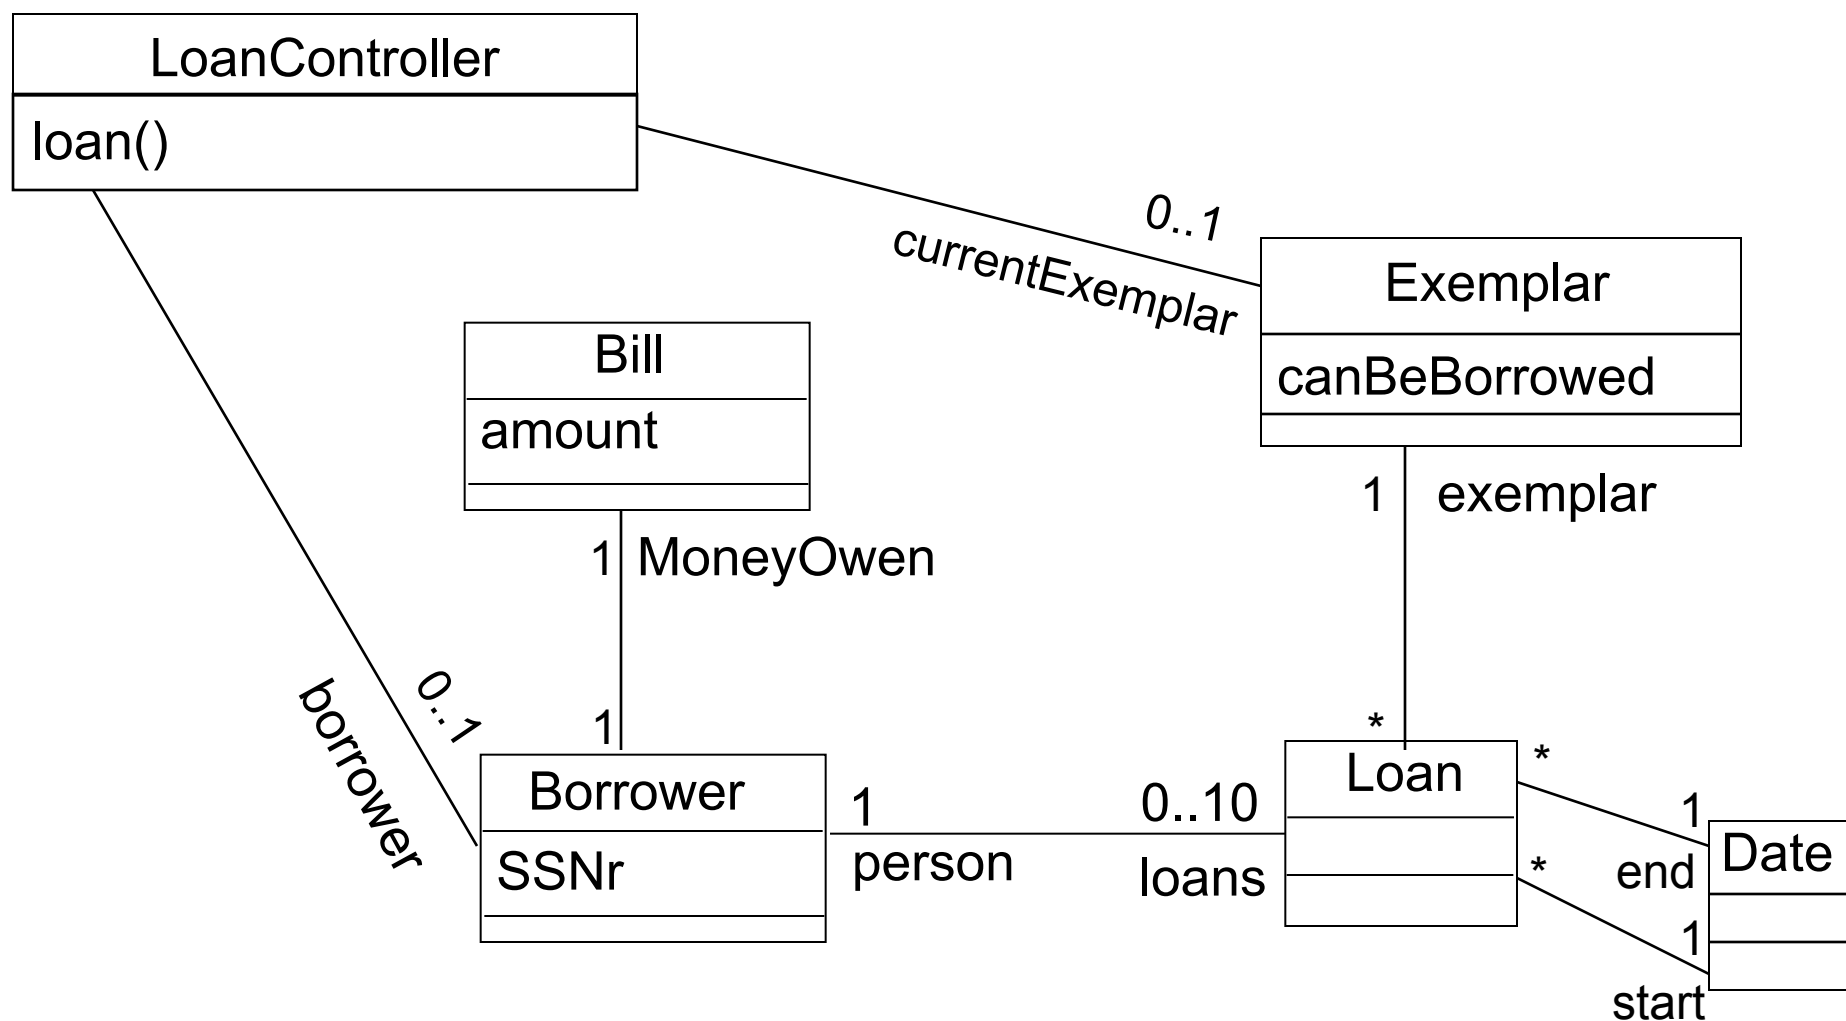 LoanController
loan()
0..1
currentExemplar
Exemplar
canBeBorrowed
Bill
amount
1 MoneyOwen
1 exemplar
borrower
0..1
1
*
Borrower
SSNr
1
person
0..10
loans
Loan
*
1
end
*
1
start
Date